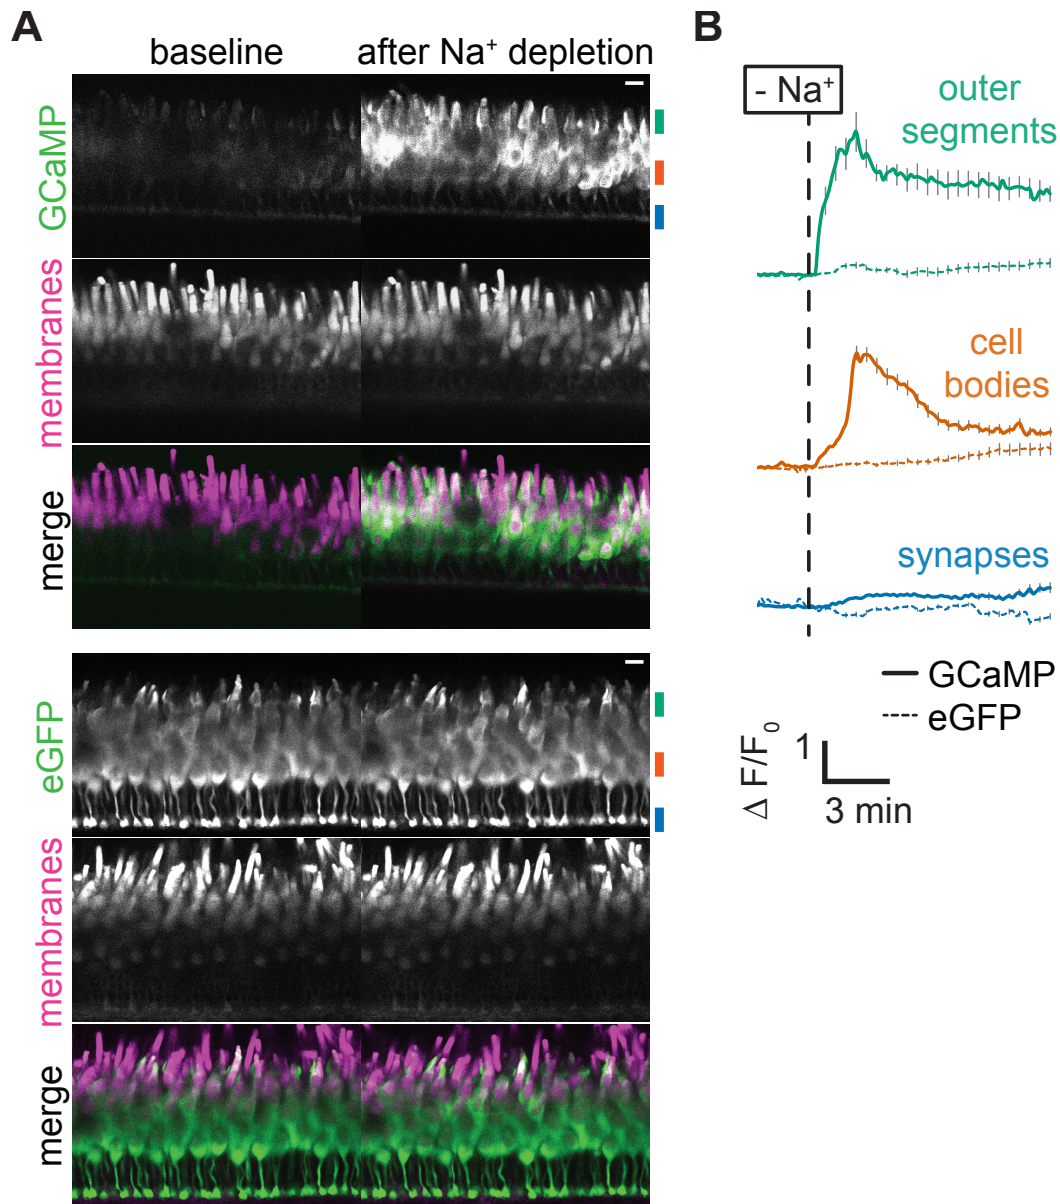 A
baseline
after Na⁺ depletion
GCaMP
membranes
merge
eGFP
membranes
merge
B
- Na⁺
outer
segments
cell
bodies
synapses
GCaMP
eGFP
1
Δ F/F₀
3 min